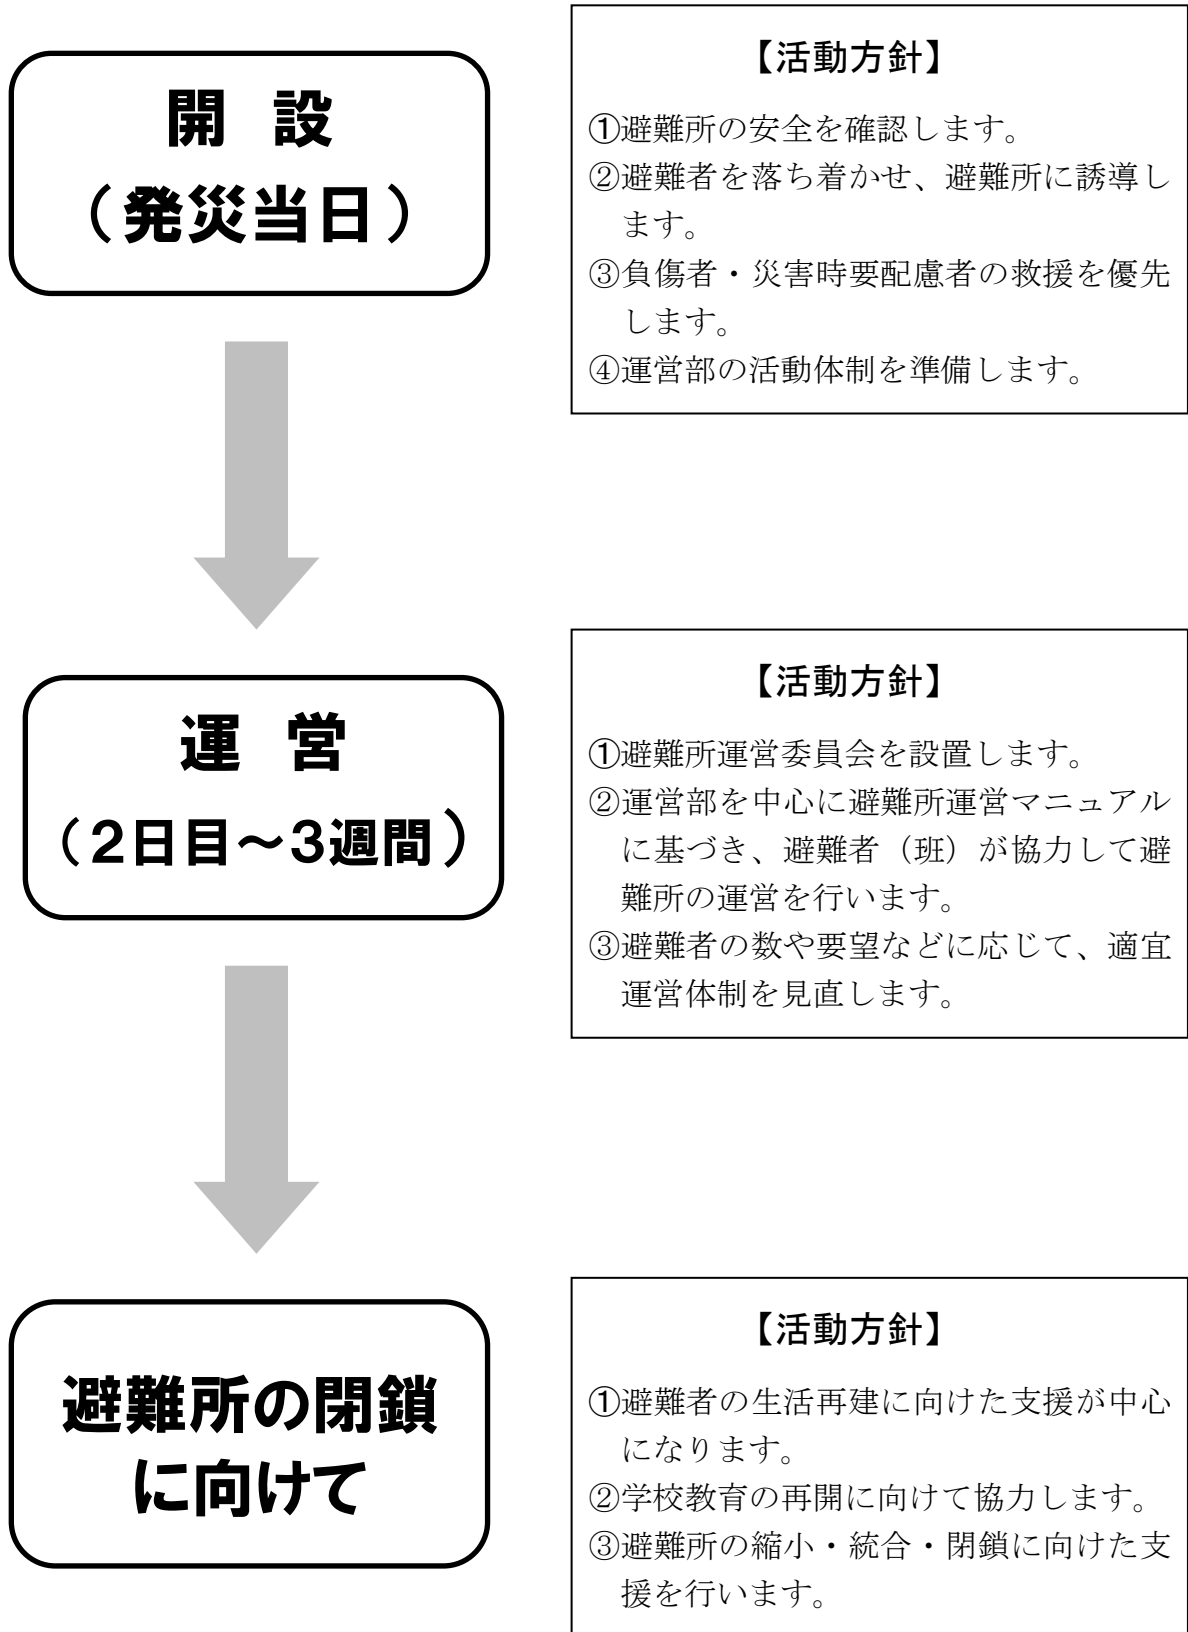 開 設
(発災当日)
【活動方針】
①避難所の安全を確認します。
②避難者を落ち着かせ、避難所に誘導し
ます。
③負傷者・災害時要配慮者の救援を優先
します。
④運営部の活動体制を準備します。
運 営
(2日目～3週間)
【活動方針】
①避難所運営委員会を設置します。
②運営部を中心に避難所運営マニュアル
に基づき、避難者（班）が協力して避
難所の運営を行います。
③避難者の数や要望などに応じて、適宜
運営体制を見直します。
避難所の閉鎖
に向けて
【活動方針】
①避難者の生活再建に向けた支援が中心
になります。
②学校教育の再開に向けて協力します。
③避難所の縮小・統合・閉鎖に向けた支
援を行います。